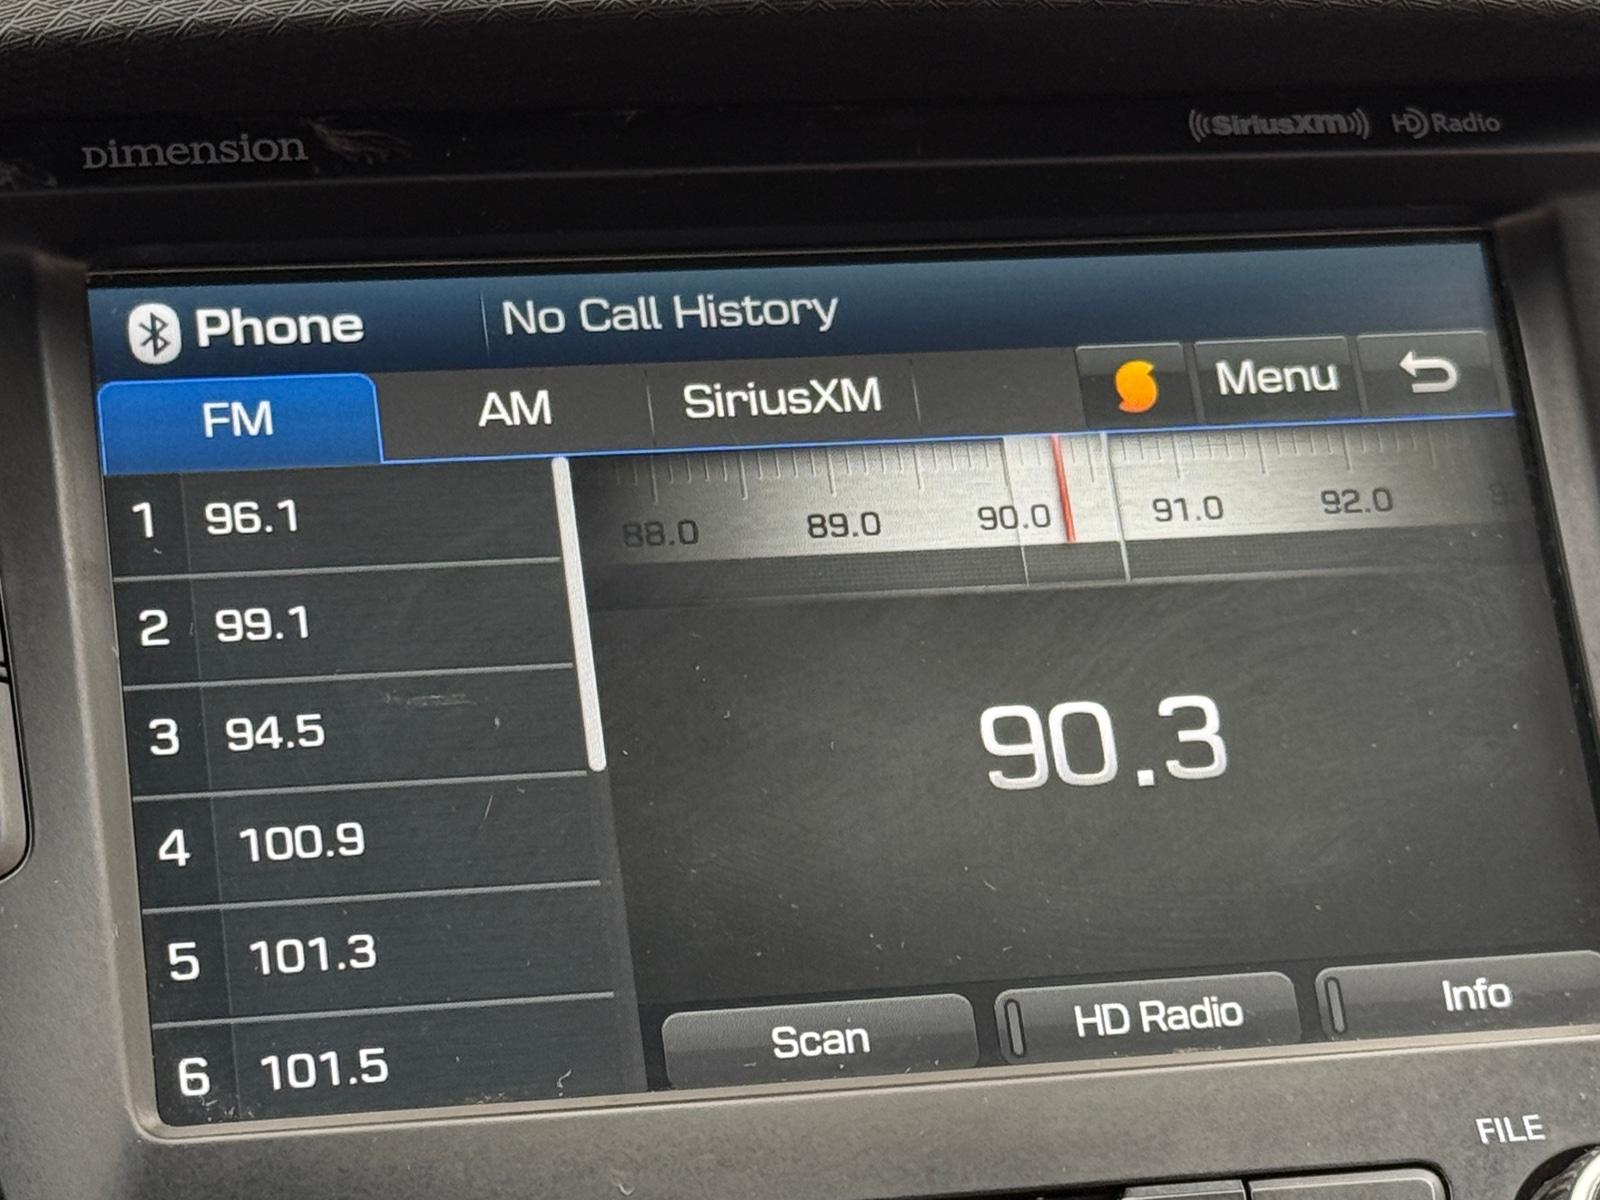 Dimension
SiriusXM HD Radio
Phone No Call History
FM AM SiriusXM Menu
88.0 89.0 90.0 91.0 92.0
1 96.1
2 99.1
3 94.5
4 100.9
5 101.3
6 101.5
90.3
Scan HD Radio Info
FILE